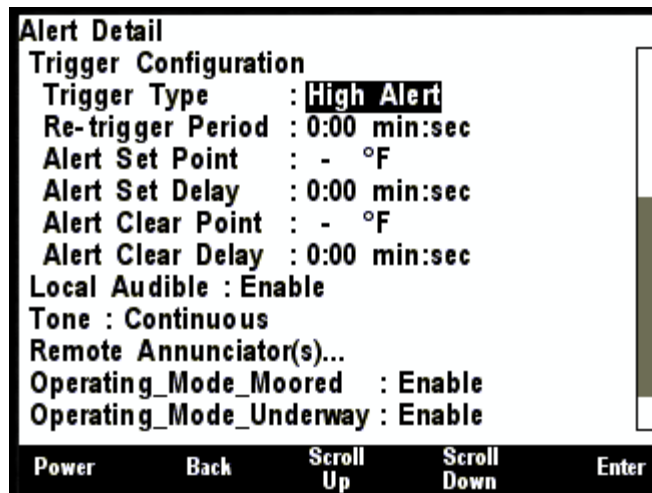 Alert Detail
Trigger Configuration
Trigger Type : High Alert
Re-trigger Period : 0:00 min:sec
Alert Set Point : - °F
Alert Set Delay : 0:00 min:sec
Alert Clear Point : - °F
Alert Clear Delay : 0:00 min:sec
Local Audible : Enable
Tone : Continuous
Remote Annunciator(s)...
Operating_Mode_Moored : Enable
Operating_Mode_Underway : Enable
Power Back Scroll Up Scroll Down Enter